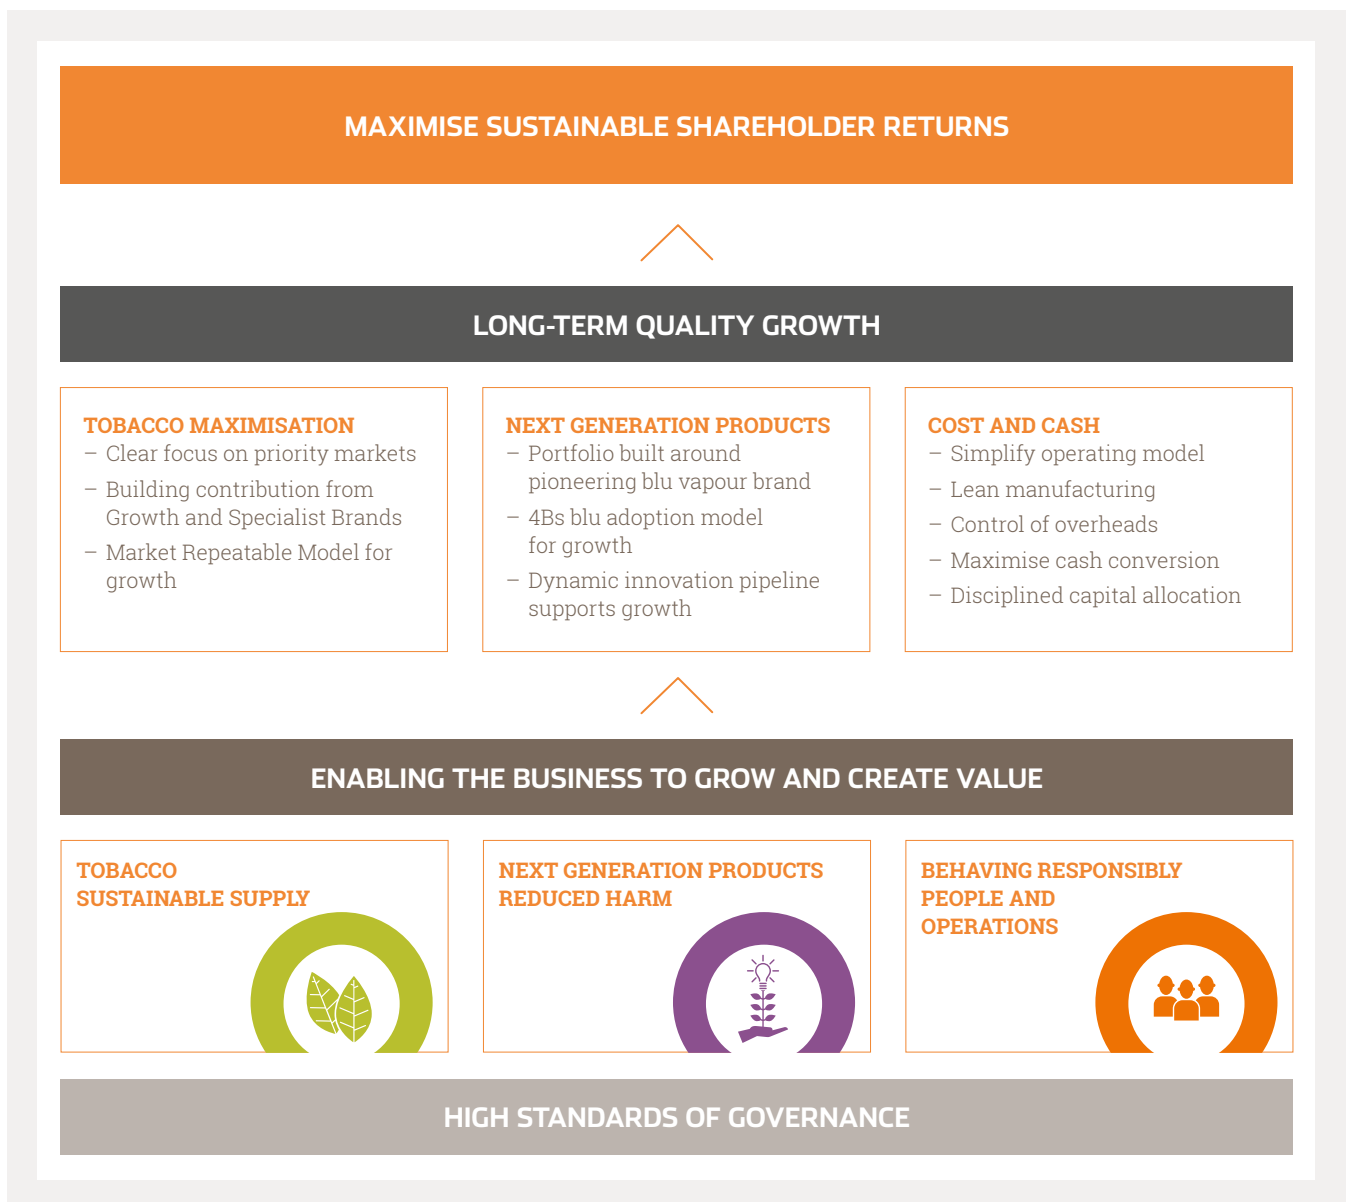 MAXIMISE SUSTAINABLE SHAREHOLDER RETURNS
LONG-TERM QUALITY GROWTH
TOBACCO MAXIMISATION
– Clear focus on priority markets
– Building contribution from
Growth and Specialist Brands
– Market Repeatable Model for
growth
NEXT GENERATION PRODUCTS
– Portfolio built around
pioneering blu vapour brand
– 4Bs blu adoption model
for growth
– Dynamic innovation pipeline
supports growth
COST AND CASH
– Simplify operating model
– Lean manufacturing
– Control of overheads
– Maximise cash conversion
– Disciplined capital allocation
ENABLING THE BUSINESS TO GROW AND CREATE VALUE
TOBACCO
SUSTAINABLE SUPPLY
NEXT GENERATION PRODUCTS
REDUCED HARM
BEHAVING RESPONSIBLY
PEOPLE AND
OPERATIONS
HIGH STANDARDS OF GOVERNANCE